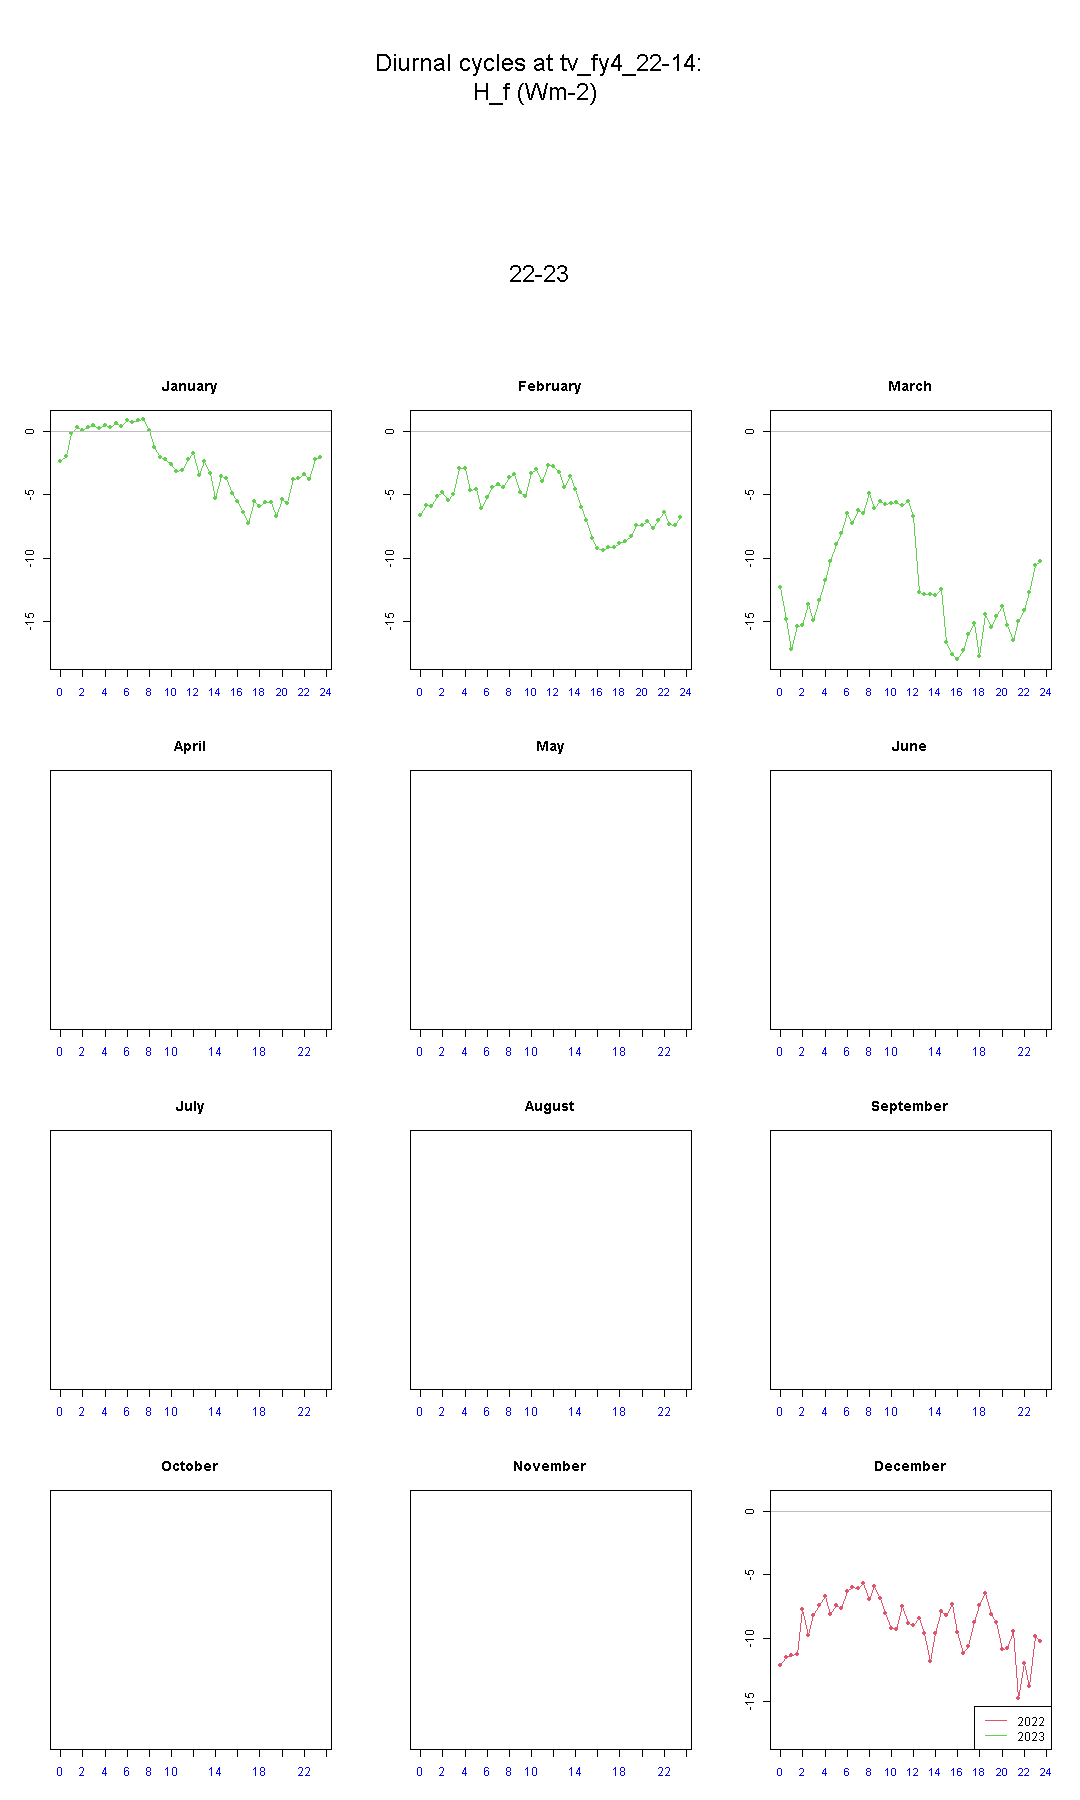 Diurnal cycles at tv_fy4_22-14:
H_f (Wm-2)
22-23
January February March
0 0 0
-5 -5 -5
-10 -10 -10
-15 -15 -15
0 2 4 6 8 10 12 14 16 18 20 22 24 0 2 4 6 8 10 12 14 16 18 20 22 24 0 2 4 6 8 10 12 14 16 18 20 22 24
April May June
0 2 4 6 8 10 14 18 22 0 2 4 6 8 10 14 18 22 0 2 4 6 8 10 14 18 22
July August September
0 2 4 6 8 10 14 18 22 0 2 4 6 8 10 14 18 22 0 2 4 6 8 10 14 18 22
October November December
0
-5
-10
-15
2022
2023
0 2 4 6 8 10 14 18 22 0 2 4 6 8 10 14 18 22 0 2 4 6 8 10 12 14 16 18 20 22 24